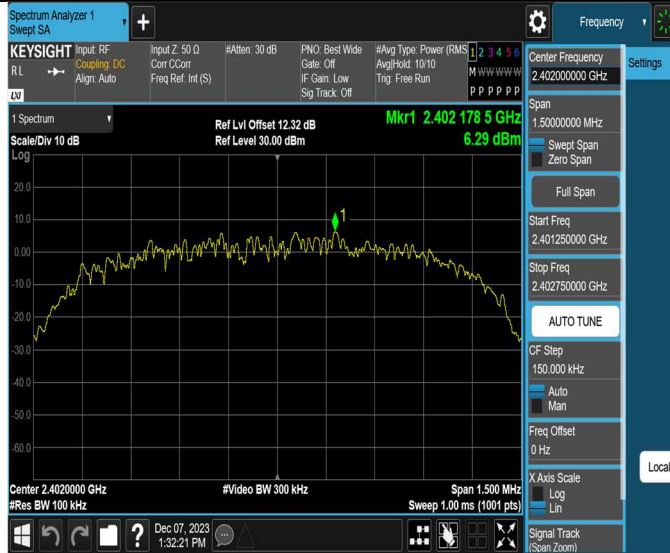 Spectrum Analyzer 1
Swept SA
Frequency
KEYSIGHT
RL
LXI
Input: RF
Coupling: DC
Align: Auto
Input Z: 50 Ω
Corr CCorr
Freq Ref: Int (S)
#Atten: 30 dB
PNO: Best Wide
Gate: Off
IF Gain: Low
Sig Track: Off
#Avg Type: Power (RMS
Avg|Hold: 10/10
Trig: Free Run
1 2 3 4 5 6
M W W W W W
P P P P P P
1 Spectrum
Scale/Div 10 dB
Ref Lvl Offset 12.32 dB
Ref Level 30.00 dBm
Mkr1 2.402 178 5 GHz
6.29 dBm
Log
20.0
10.0
0.00
-10.0
-20.0
-30.0
-40.0
-50.0
-60.0
1
Center 2.4020000 GHz
#Res BW 100 kHz
#Video BW 300 kHz
Span 1.500 MHz
Sweep 1.00 ms (1001 pts)
Dec 07, 2023
1:32:21 PM
Center Frequency
2.402000000 GHz
Settings
Span
1.50000000 MHz
Swept Span
Zero Span
Full Span
Start Freq
2.401250000 GHz
Stop Freq
2.402750000 GHz
AUTO TUNE
CF Step
150.000 kHz
Auto
Man
Freq Offset
0 Hz
X Axis Scale
Log
Lin
Local
Signal Track
(Span Zoom)